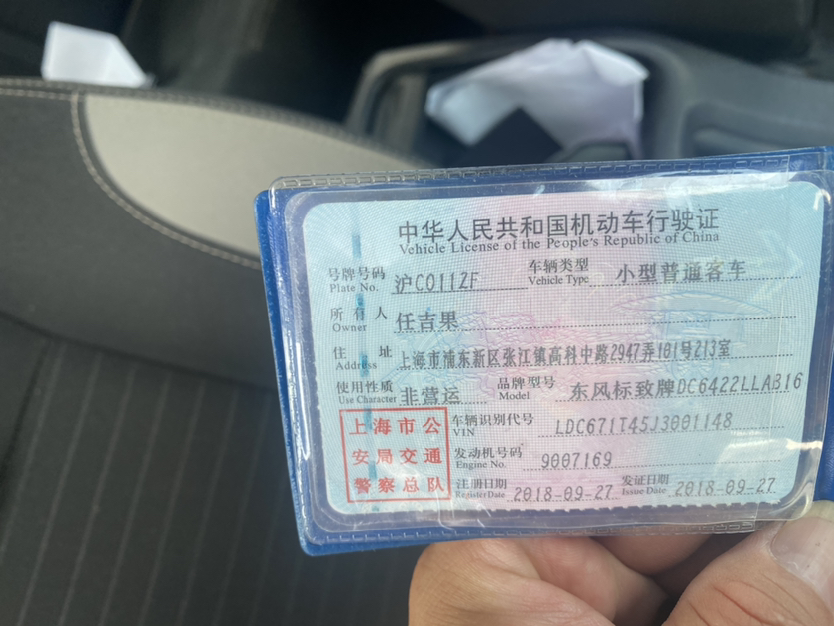 中华人民共和国机动车行驶证
Vehicle License of the People's Republic of China
号牌号码 沪C011ZF 车辆类型 小型普通客车
Plate No. Vehicle Type
所有人 任吉果
Owner
住址 上海市浦东新区张江镇高科中路2947弄181号213室
Address
使用性质 非营运 品牌型号 东风标致牌DC6422LLAB16
Use Character Model
上海市公安局交通警察总队
车辆识别代号 LDC671T45J3001148
VIN
发动机号码 9007169
Engine No.
注册日期 2018-09-27 发证日期 2018-09-27
Register Date Issue Date